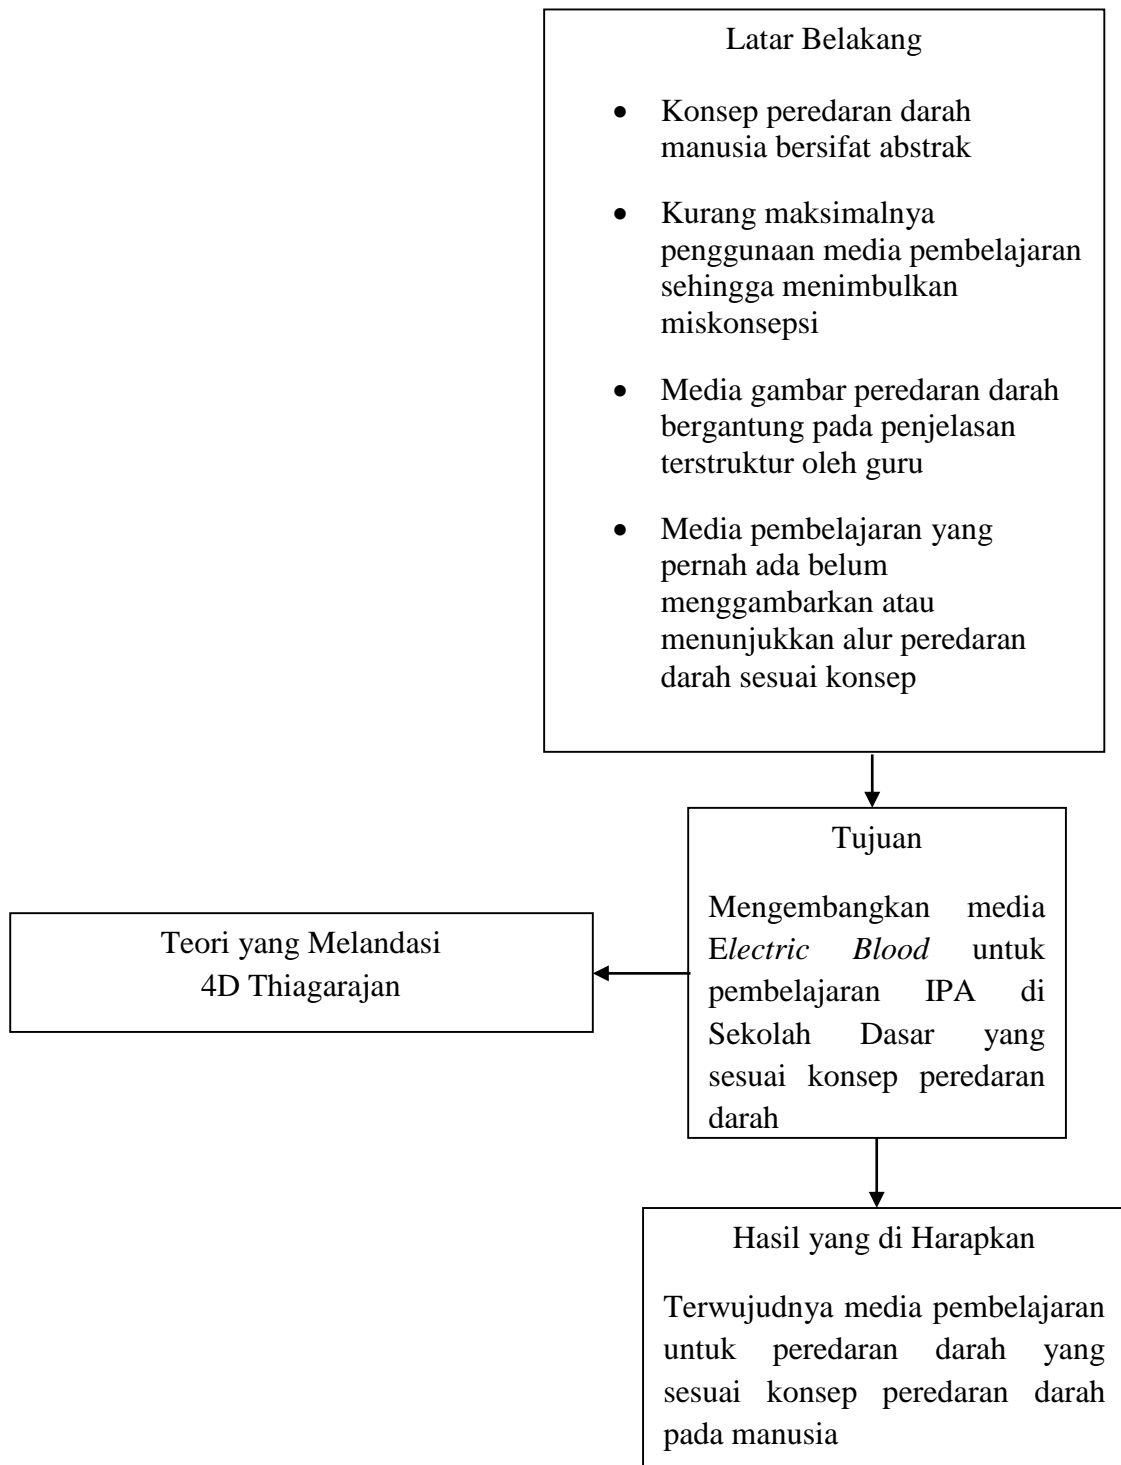 Latar Belakang
• Konsep peredaran darah
manusia bersifat abstrak
• Kurang maksimalnya
penggunaan media pembelajaran
sehingga menimbulkan
miskonsepsi
• Media gambar peredaran darah
bergantung pada penjelasan
terstruktur oleh guru
• Media pembelajaran yang
pernah ada belum
menggambarkan atau
menunjukkan alur peredaran
darah sesuai konsep
Tujuan
Mengembangkan media
Electric Blood untuk
pembelajaran IPA di
Sekolah Dasar yang
sesuai konsep peredaran
darah
Teori yang Melandasi
4D Thiagarajan
Hasil yang di Harapkan
Terwujudnya media pembelajaran
untuk peredaran darah yang
sesuai konsep peredaran darah
pada manusia